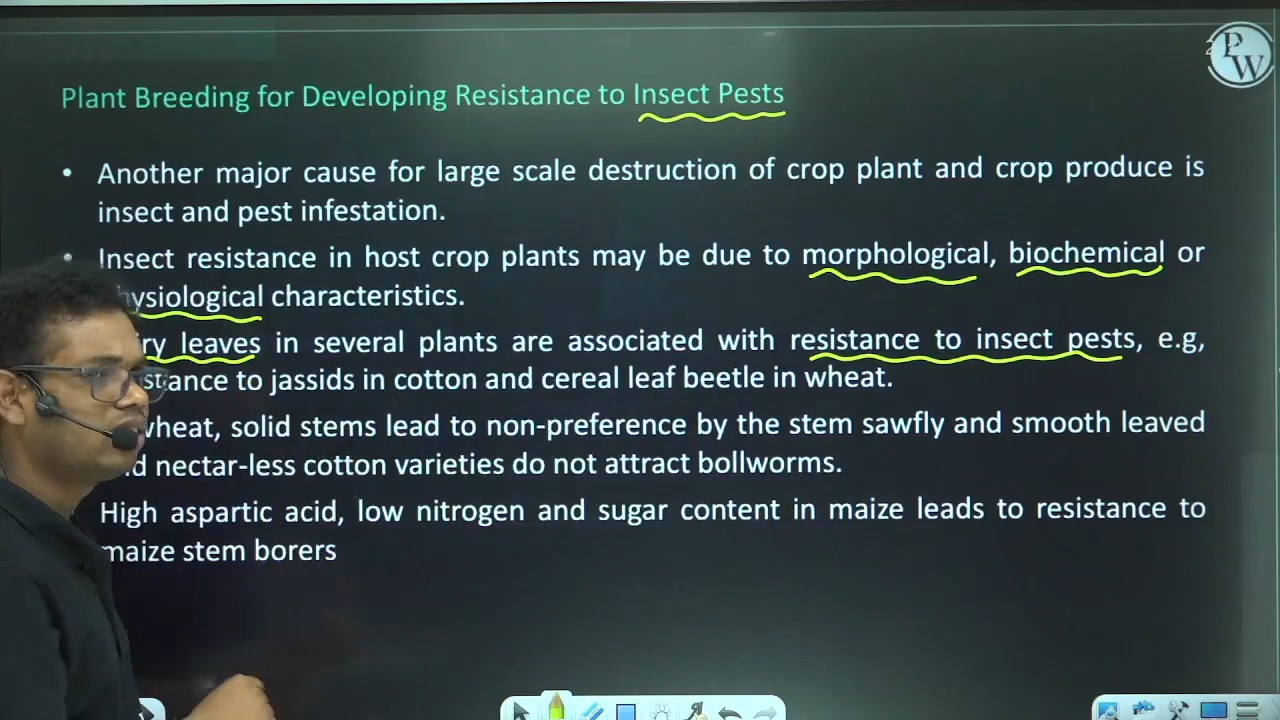 PW
Plant Breeding for Developing Resistance to Insect Pests
• Another major cause for large scale destruction of crop plant and crop produce is
insect and pest infestation.
• Insect resistance in host crop plants may be due to morphological, biochemical or
characteristics.
leaves in several plants are associated with resistance to insect pests, e.g,
to jassids in cotton and cereal leaf beetle in wheat.
wheat, solid stems lead to non-preference by the stem sawfly and smooth leaved
nectar-less cotton varieties do not attract bollworms.
High aspartic acid, low nitrogen and sugar content in maize leads to resistance to
maize stem borers